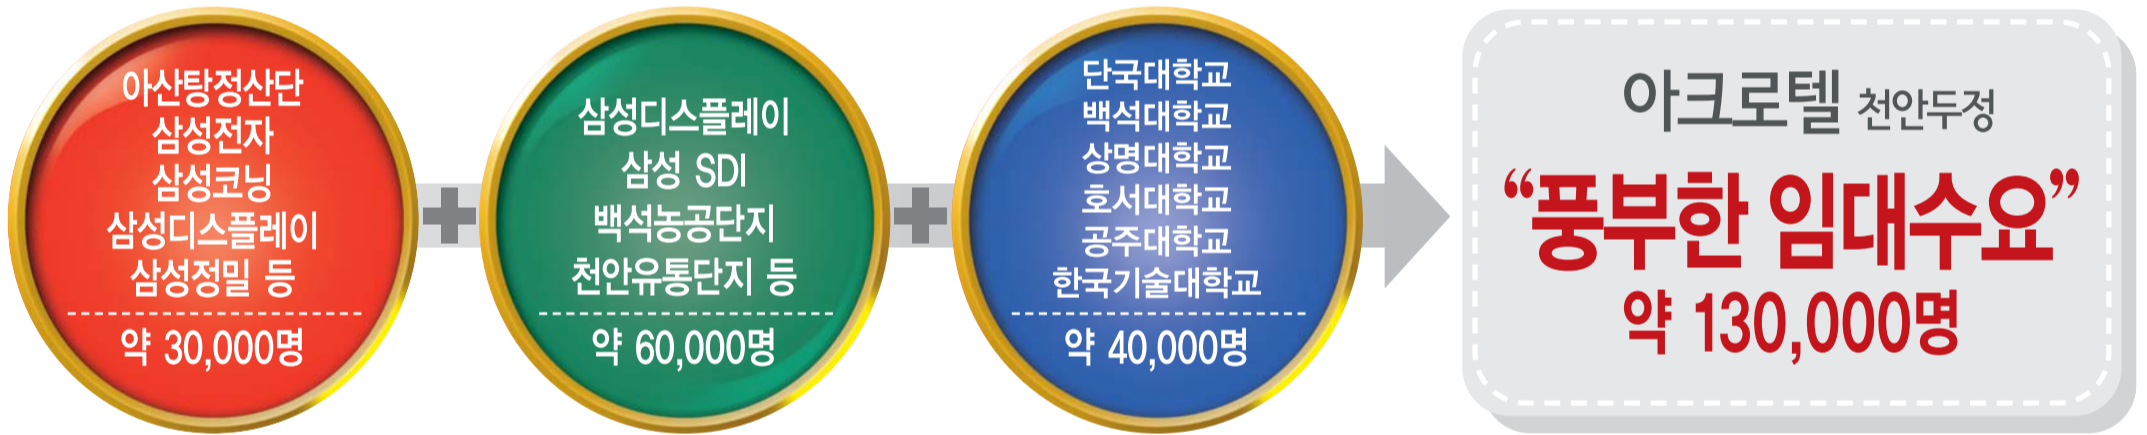 아산탕정산단
삼성전자
삼성코닝
삼성디스플레이
삼성정밀 등
약 30,000명
삼성디스플레이
삼성 SDI
백석농공단지
천안유통단지 등
약 60,000명
단국대학교
백석대학교
상명대학교
호서대학교
공주대학교
한국기술대학교
약 40,000명
아크로텔 천안두정
“풍부한 임대수요”
약 130,000명